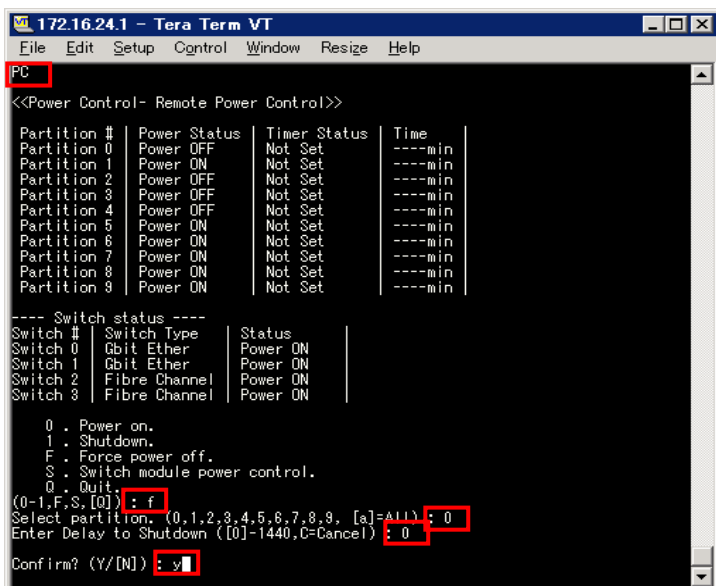 172.16.24.1 - Tera Term VT
File Edit Setup Control Window Resize Help
PC
<<Power Control- Remote Power Control>>
Partition # | Power Status | Timer Status | Time
Partition 0 | Power OFF | Not Set | ----min |
Partition 1 | Power ON | Not Set | ----min |
Partition 2 | Power OFF | Not Set | ----min |
Partition 3 | Power OFF | Not Set | ----min |
Partition 4 | Power OFF | Not Set | ----min |
Partition 5 | Power ON | Not Set | ----min |
Partition 6 | Power ON | Not Set | ----min |
Partition 7 | Power ON | Not Set | ----min |
Partition 8 | Power ON | Not Set | ----min |
Partition 9 | Power ON | Not Set | ----min |
---- Switch status ----
Switch # | Switch Type | Status |
Switch 0 | Gbit Ether | Power ON |
Switch 1 | Gbit Ether | Power ON |
Switch 2 | Fibre Channel | Power ON |
Switch 3 | Fibre Channel | Power ON |
0 . Power on.
1 . Shutdown.
F . Force power off.
S . Switch module power control.
Q . Quit.
(0-1,F,S,[Q]) : f
Select partition. (0,1,2,3,4,5,6,7,8,9, [a]=ALL) : 0
Enter Delay to Shutdown ([0]-1440,C=Cancel) : 0
Confirm? (Y/[N]) : y